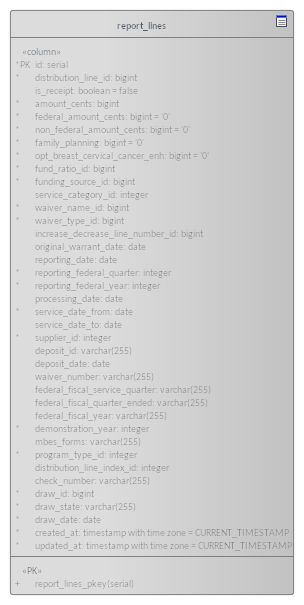 report_lines
«column»
*PK id: serial
* distribution_line_id: bigint
is_receipt: boolean = false
* amount_cents: bigint
* federal_amount_cents: bigint = '0'
* non_federal_amount_cents: bigint = '0'
* family_planning: bigint = '0'
* opt_breast_cervical_cancer_enh: bigint = '0'
* fund_ratio_id: bigint
* funding_source_id: bigint
service_category_id: integer
* waiver_name_id: bigint
* waiver_type_id: bigint
increase_decrease_line_number_id: bigint
original_warrant_date: date
reporting_date: date
* reporting_federal_quarter: integer
* reporting_federal_year: integer
processing_date: date
* service_date_from: date
service_date_to: date
* supplier_id: integer
deposit_id: varchar(255)
deposit_date: date
waiver_number: varchar(255)
federal_fiscal_service_quarter: varchar(255)
federal_fiscal_quarter_ended: varchar(255)
federal_fiscal_year: varchar(255)
* demonstration_year: integer
mbes_forms: varchar(255)
* program_type_id: integer
distribution_line_index_id: integer
check_number: varchar(255)
* draw_id: bigint
* draw_state: varchar(255)
* draw_date: date
* created_at: timestamp with time zone = CURRENT_TIMESTAMP
* updated_at: timestamp with time zone = CURRENT_TIMESTAMP
«PK»
+ report_lines_pkey(serial)